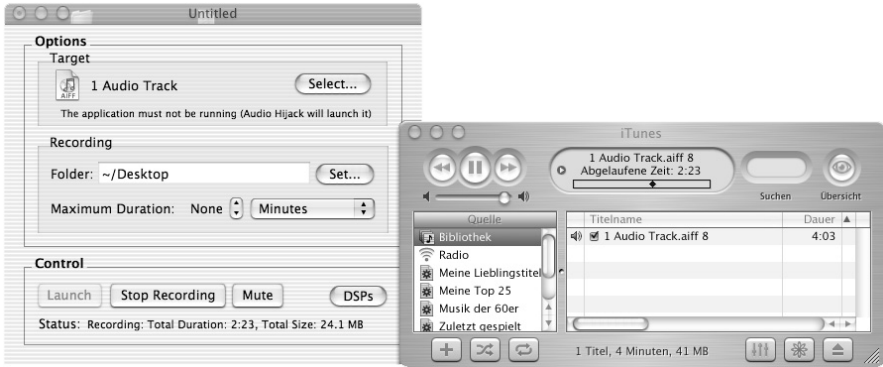 Untitled
Options
Target
AIFF
1 Audio Track
Select...
The application must not be running (Audio Hijack will launch it)
Recording
Folder: ~/Desktop
Set...
Maximum Duration: None
Minutes
Control
Launch
Stop Recording
Mute
DSPs
Status: Recording: Total Duration: 2:23, Total Size: 24.1 MB
iTunes
1 Audio Track.aiff 8
Abgelaufene Zeit: 2:23
Suchen
Übersicht
Quelle
Bibliothek
Radio
Meine Lieblingstitel
Meine Top 25
Musik der 60er
Zuletzt gespielt
Titelname
Dauer
1 Audio Track.aiff 8
4:03
1 Titel, 4 Minuten, 41 MB